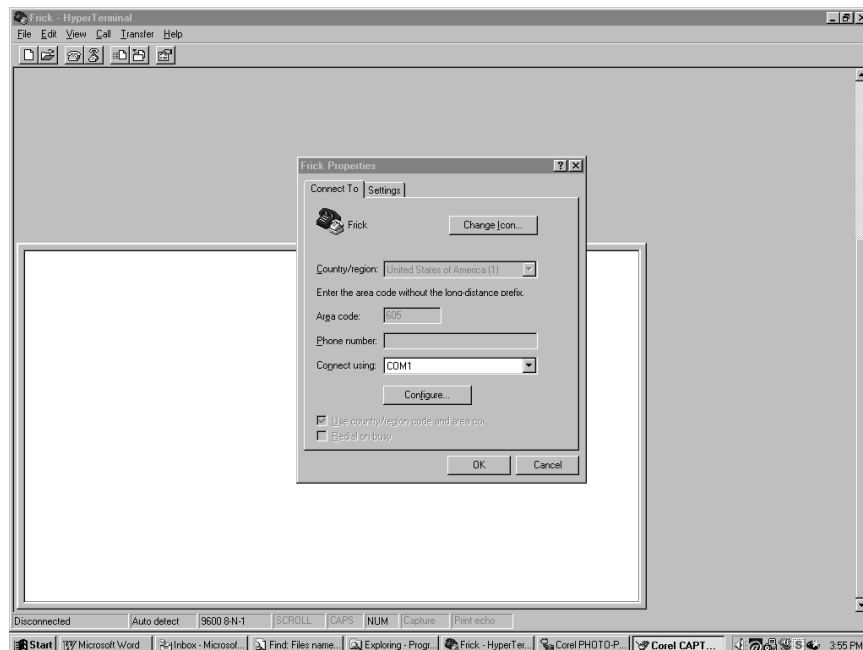 Frick - HyperTerminal
File Edit View Call Transfer Help
Frick Properties
Connect To Settings
Frick Change Icon...
Country/region: United States of America (1)
Enter the area code without the long-distance prefix.
Area code: 605
Phone number:
Connect using: COM1
Configure...
Use country/region code and area co
Redial on busy
OK Cancel
Disconnected Auto detect 9600 8-N-1 SCROLL CAPS NUM Capture Print echo
Start Microsoft Word Inbox - Microsof... Find: Files name... Exploring - Progr... Frick - HyperTer... Corel PHOTO-P... Corel CAPT... 3:55 PM